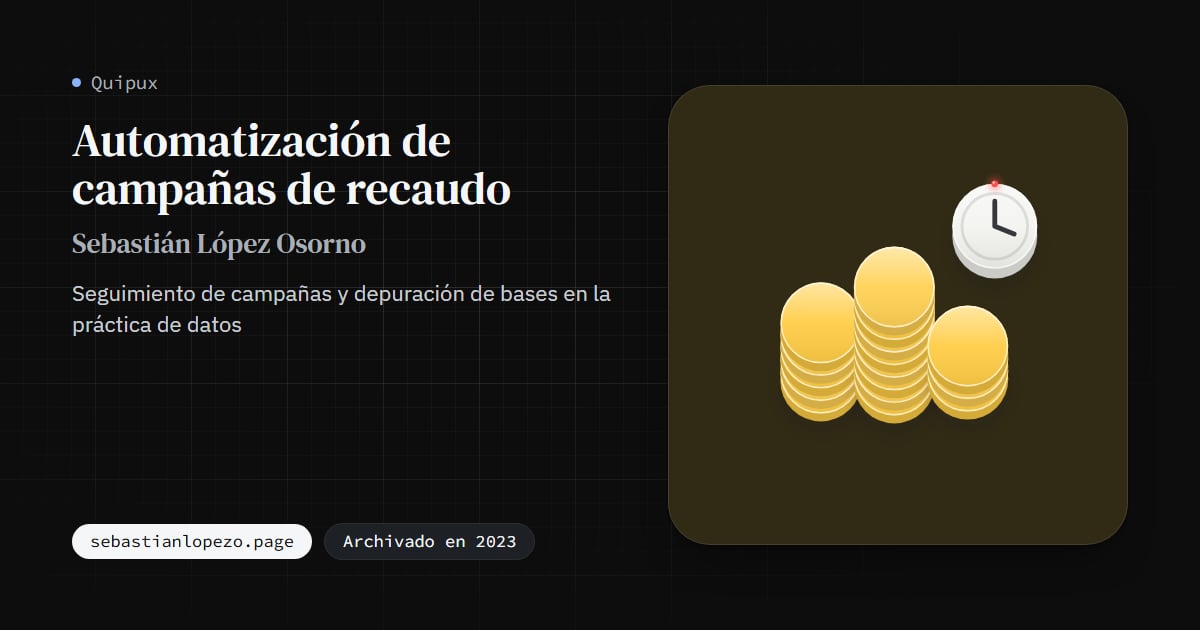 Quipux
Automatización de
campañas de recaudo
Sebastián López Osorno
Seguimiento de campañas y depuración de bases en la
práctica de datos
sebastianlopezo.page
Archivado en 2023